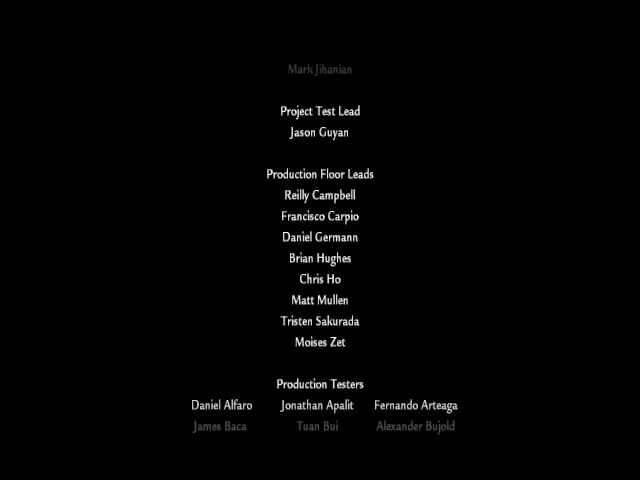 Mark Jihanian
Project Test Lead
Jason Guyan
Production Floor Leads
Reilly Campbell
Francisco Carpio
Daniel Germann
Brian Hughes
Chris Ho
Matt Mullen
Tristen Sakurada
Moises Zet
Production Testers
Daniel Alfaro Jonathan Apalit Fernando Arteaga
James Baca Tuan Bui Alexander Bujold